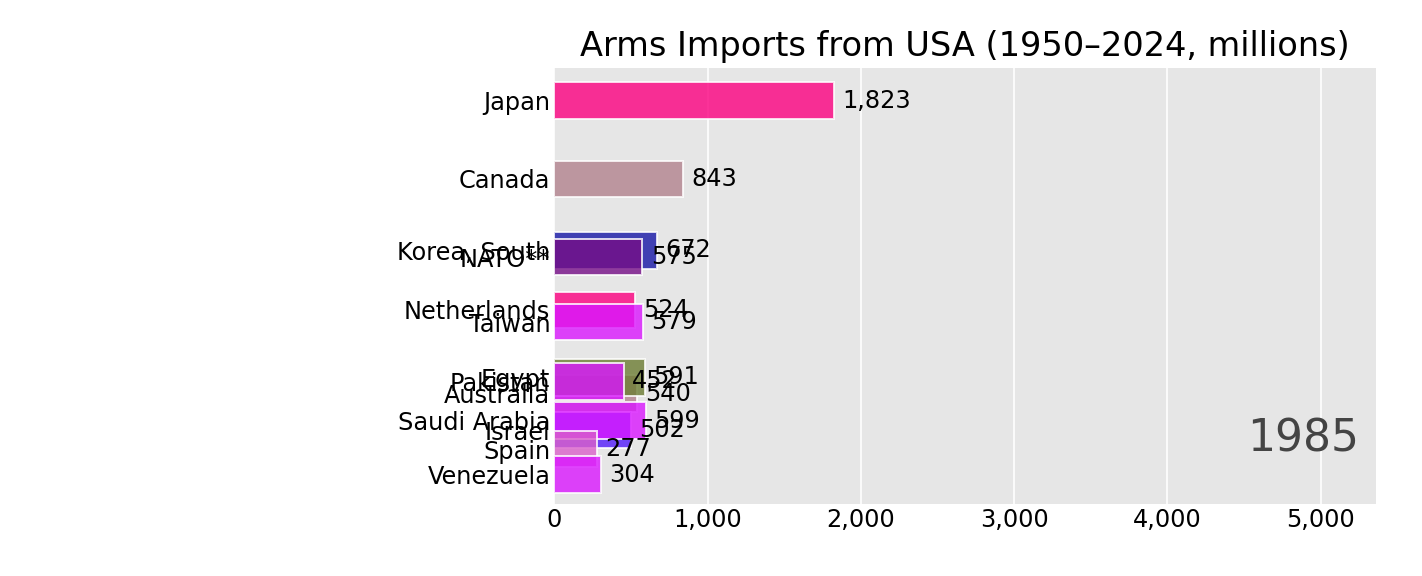 Arms Imports from USA (1950–2024, millions)
Japan 1,823
Canada 843
Korea, South 672
NATO** 575
Netherlands 524
Taiwan 579
Egypt 591
Pakistan 452
Australia 540
Saudi Arabia 599
Israel 502
Spain 277
Venezuela 304
1985
0 1,000 2,000 3,000 4,000 5,000